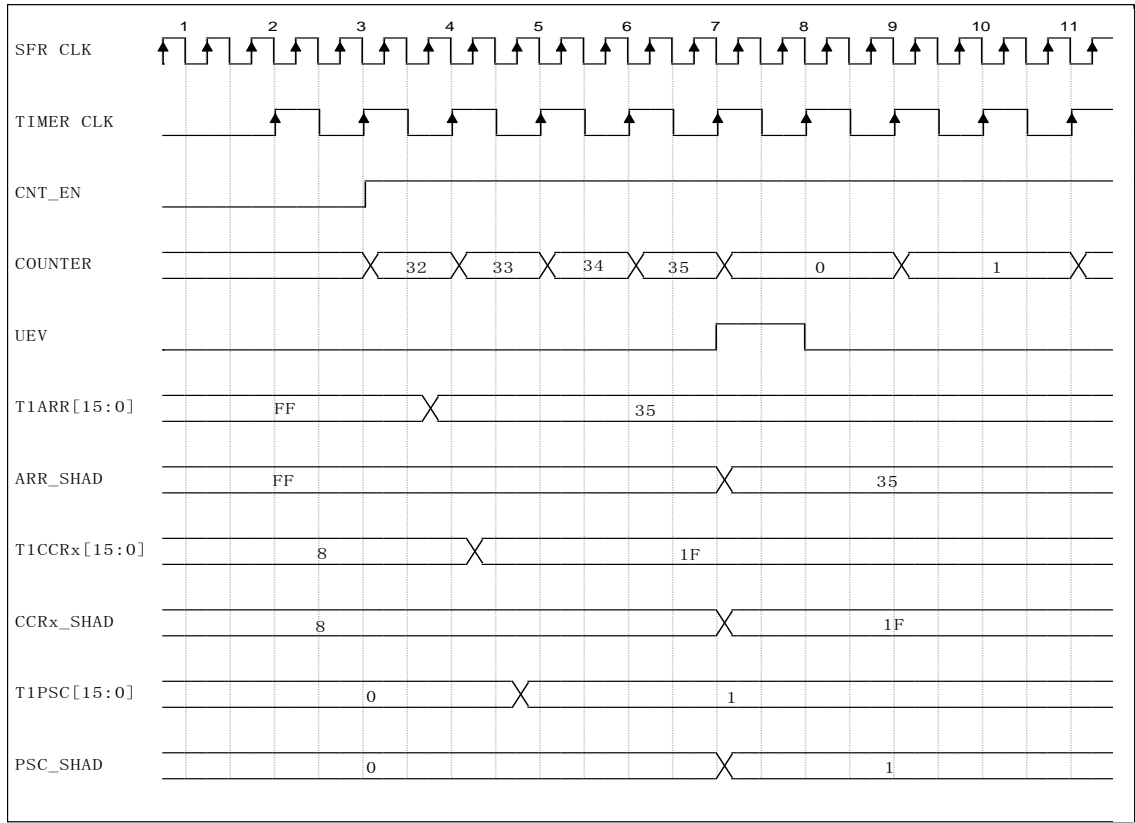 1 2 3 4 5 6 7 8 9 10 11
SFR CLK
TIMER CLK
CNT_EN
COUNTER 32 33 34 35 0 1
UEV
T1ARR[15:0] FF 35
ARR_SHAD FF 35
T1CCRx[15:0] 8 1F
CCRx_SHAD 8 1F
T1PSC[15:0] 0 1
PSC_SHAD 0 1